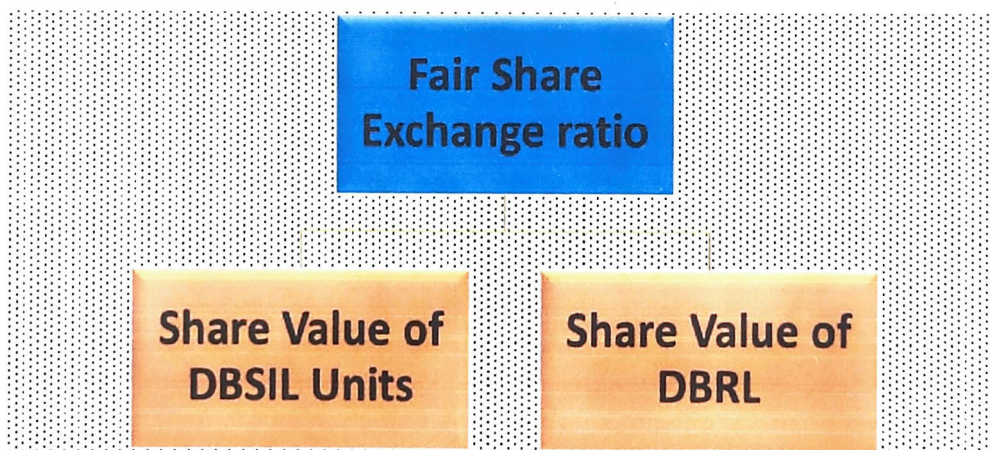 Fair Share
Exchange ratio
Share Value of
DBSIL Units
Share Value of
DBRL